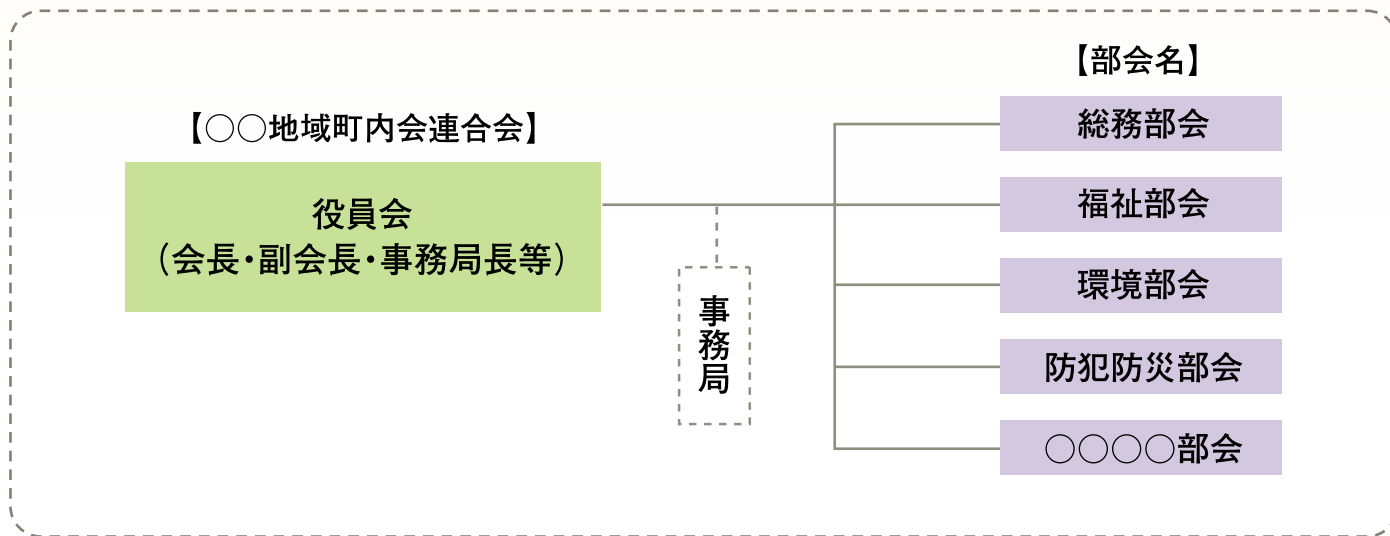 【○○地域町内会連合会】
役員会
（会長・副会長・事務局長等）
事務局
【部会名】
総務部会
福祉部会
環境部会
防犯防災部会
○○○○部会